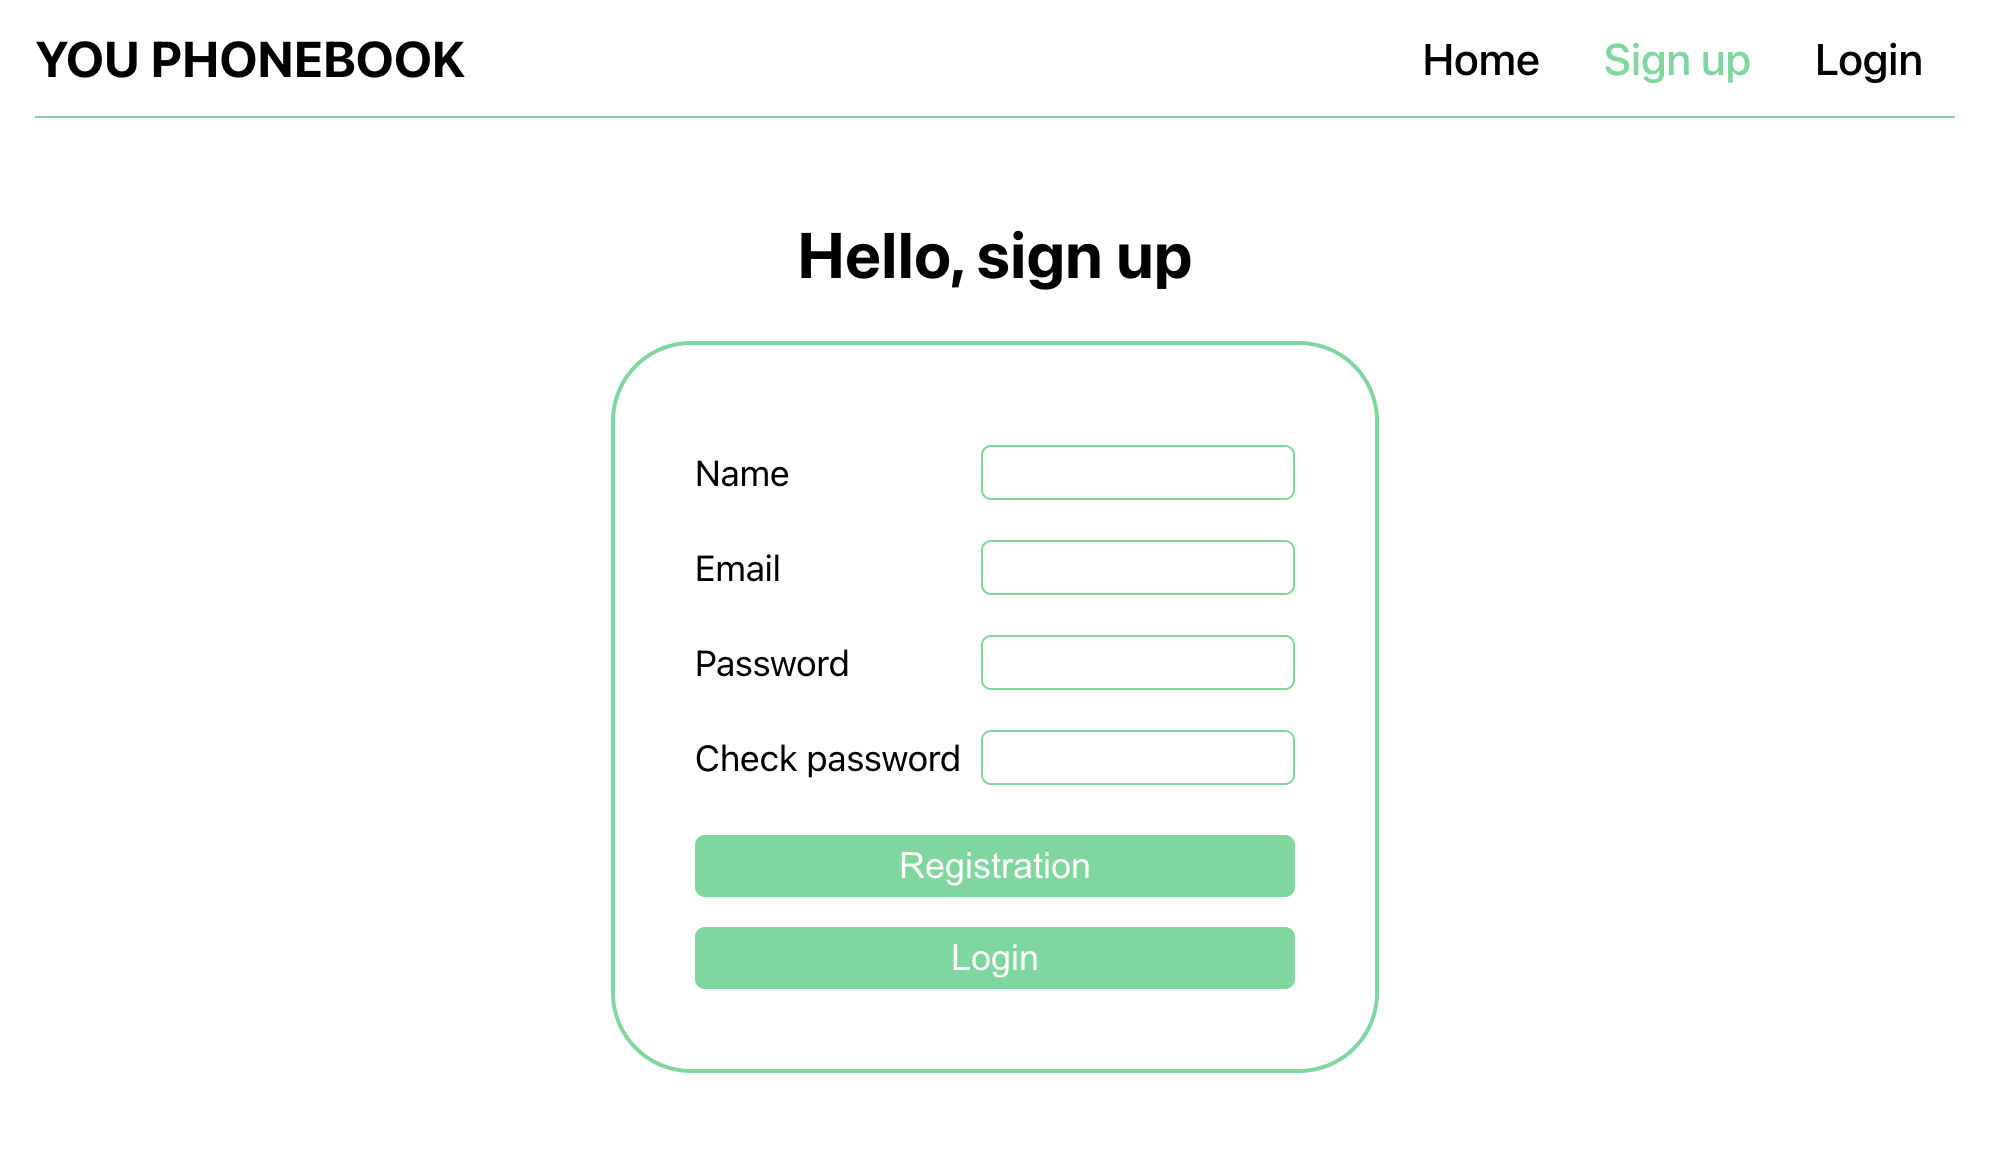 YOU PHONEBOOK
Home Sign up Login
Hello, sign up
Name
Email
Password
Check password
Registration
Login